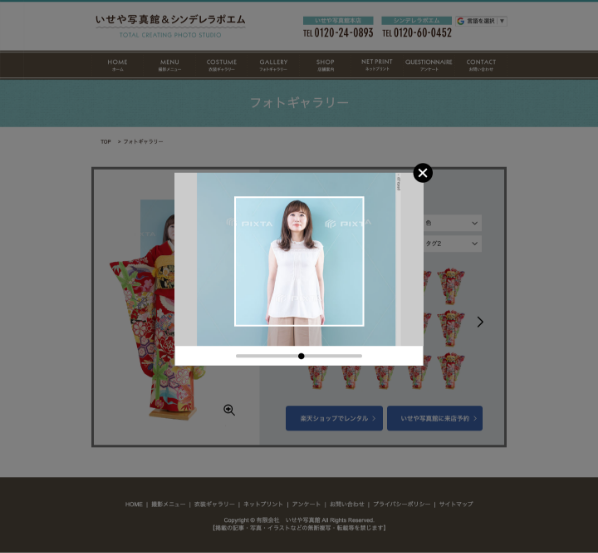 いせや写真館&シンデレラポエム
TOTAL CREATING PHOTO STUDIO
いせや写真館本店
TEL 0120-24-0893
シンデレラポエム
TEL 0120-60-0452
G 言語を選択 ▼
HOME
ホーム
MENU
撮影メニュー
COSTUME
衣装ギャラリー
GALLERY
フォトギャラリー
SHOP
店舗案内
NET PRINT
ネットプリント
QUESTIONNAIRE
アンケート
CONTACT
お問い合わせ
フォトギャラリー
TOP > フォトギャラリー
色
タグ2
PIXTA
PIXTA
楽天ショップでレンタル >
いせや写真館に来店予約 >
HOME | 撮影メニュー | 衣装ギャラリー | ネットプリント | アンケート | お問い合わせ | プライバシーポリシー | サイトマップ
Copyright © 有限会社 いせや写真館 All Rights Reserved.
【掲載の記事・写真・イラストなどの無断複写・転載等を禁じます】